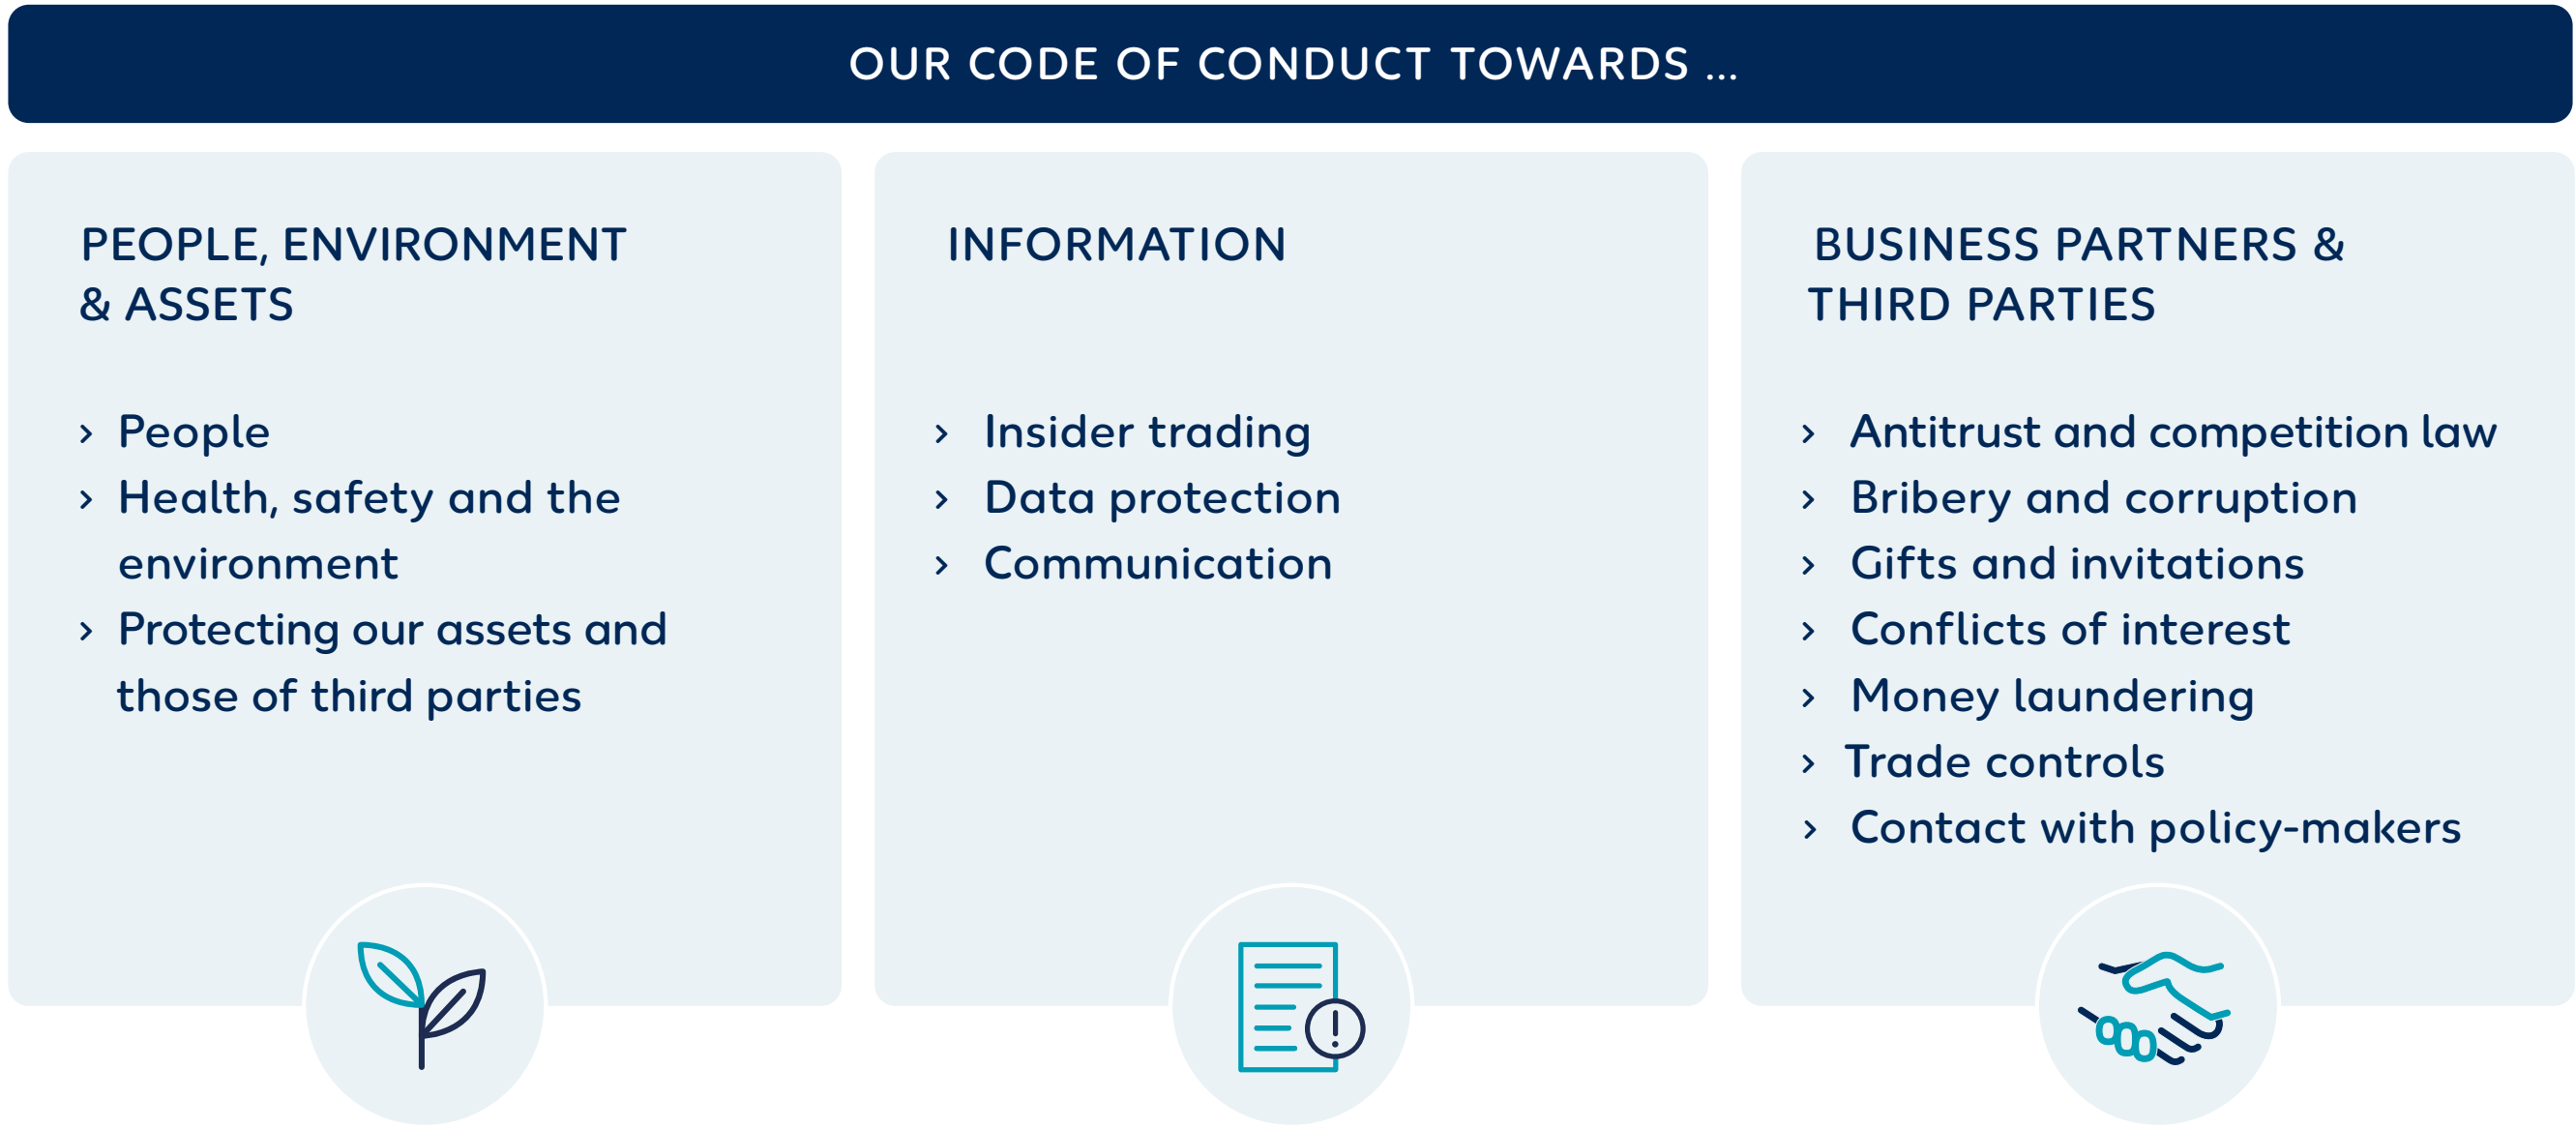 OUR CODE OF CONDUCT TOWARDS ...
PEOPLE, ENVIRONMENT
& ASSETS
› People
› Health, safety and the
environment
› Protecting our assets and
those of third parties
INFORMATION
› Insider trading
› Data protection
› Communication
BUSINESS PARTNERS &
THIRD PARTIES
› Antitrust and competition law
› Bribery and corruption
› Gifts and invitations
› Conflicts of interest
› Money laundering
› Trade controls
› Contact with policy-makers